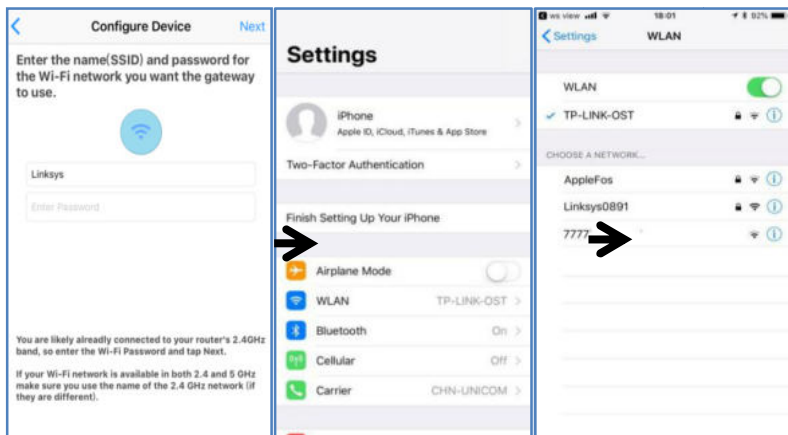 Configure Device
Next
Enter the name(SSID) and password for
the Wi-Fi network you want the gateway
to use.
Linksys
Enter Password
You are likely alreadly connected to your router's 2.4GHz
band, so enter the Wi-Fi Password and tap Next.
If your Wi-Fi network is available in both 2.4 and 5 GHz
make sure you use the name of the 2.4 GHz network (if
they are different).
Settings
iPhone
Apple ID, iCloud, iTunes & App Store
Two-Factor Authentication
Finish Setting Up Your iPhone
Airplane Mode
WLAN TP-LINK-OST
Bluetooth On
Cellular Off
Carrier CHN-UNICOM
ws view 18:01 92%
Settings WLAN
WLAN
TP-LINK-OST
CHOOSE A NETWORK...
AppleFos
Linksys0891
7777